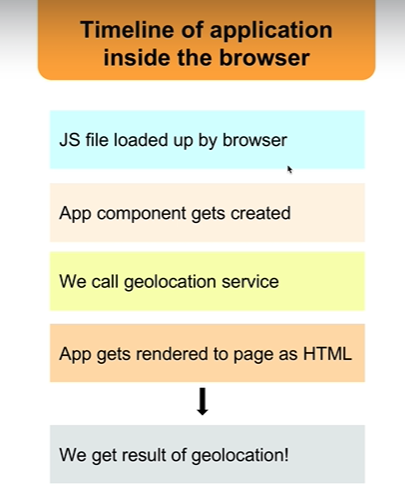 Timeline of application
inside the browser
JS file loaded up by browser
App component gets created
We call geolocation service
App gets rendered to page as HTML
We get result of geolocation!